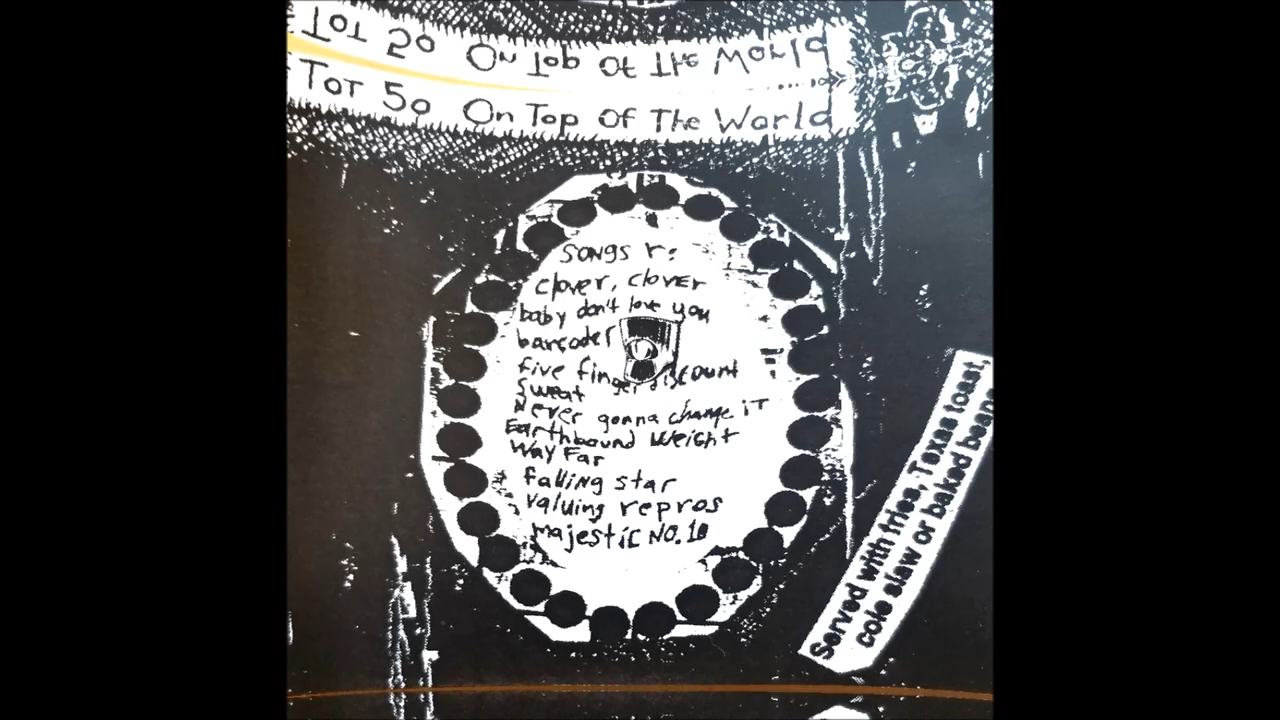 Tot 50 On Top Of The World
Tot 50 On Top Of The World
SONGS r:
clover, clover
baby don't love you
barcoder
five finger discount
Sweat
Never gonna change it
Earthbound Weight
Way Far
falling star
valuing repros
majestic NO. 10
Served with fries, Texas toast,
cole slaw or baked beans